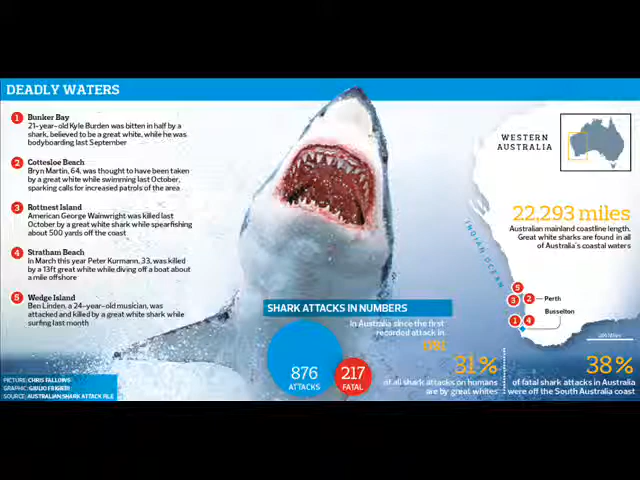 DEADLY WATERS
1 Bunker Bay
21-year-old Kyle Burden was bitten in half by a
shark, believed to be a great white, while he was
bodyboarding last September
2 Cottesloe Beach
Bryn Martin, 64, was thought to have been taken
by a great white while swimming last October,
sparking calls for increased patrols of the area
3 Rottnest Island
American George Wainwright was killed last
October by a great white shark while spearfishing
about 500 yards off the coast
4 Stratham Beach
In March this year Peter Kurmann, 33, was killed
by a 13ft great white while diving off a boat about
a mile offshore
5 Wedge Island
Ben Linden, a 24-year-old musician, was
attacked and killed by a great white shark while
surfing last month
PICTURE: CHRIS FALLOWS
GRAPHIC: GIULIO FRIGIERI
SOURCE: AUSTRALIAN SHARK ATTACK FILE
SHARK ATTACKS IN NUMBERS
In Australia since the first
recorded attack in
1791
876
ATTACKS
217
FATAL
31%
of all shark attacks on humans
are by great whites
WESTERN
AUSTRALIA
22,293 miles
Australian mainland coastline length.
Great white sharks are found in all
of Australia's coastal waters
INDIAN OCEAN
5
3
2
Perth
Busselton
1
4
38%
of fatal shark attacks in Australia
were off the South Australia coast